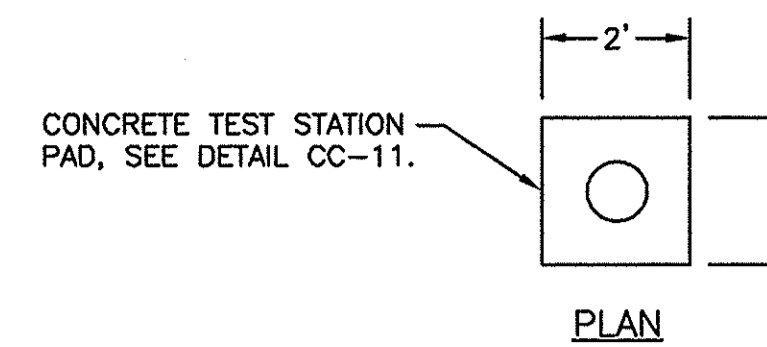 2'
CONCRETE TEST STATION
PAD, SEE DETAIL CC-11.
PLAN